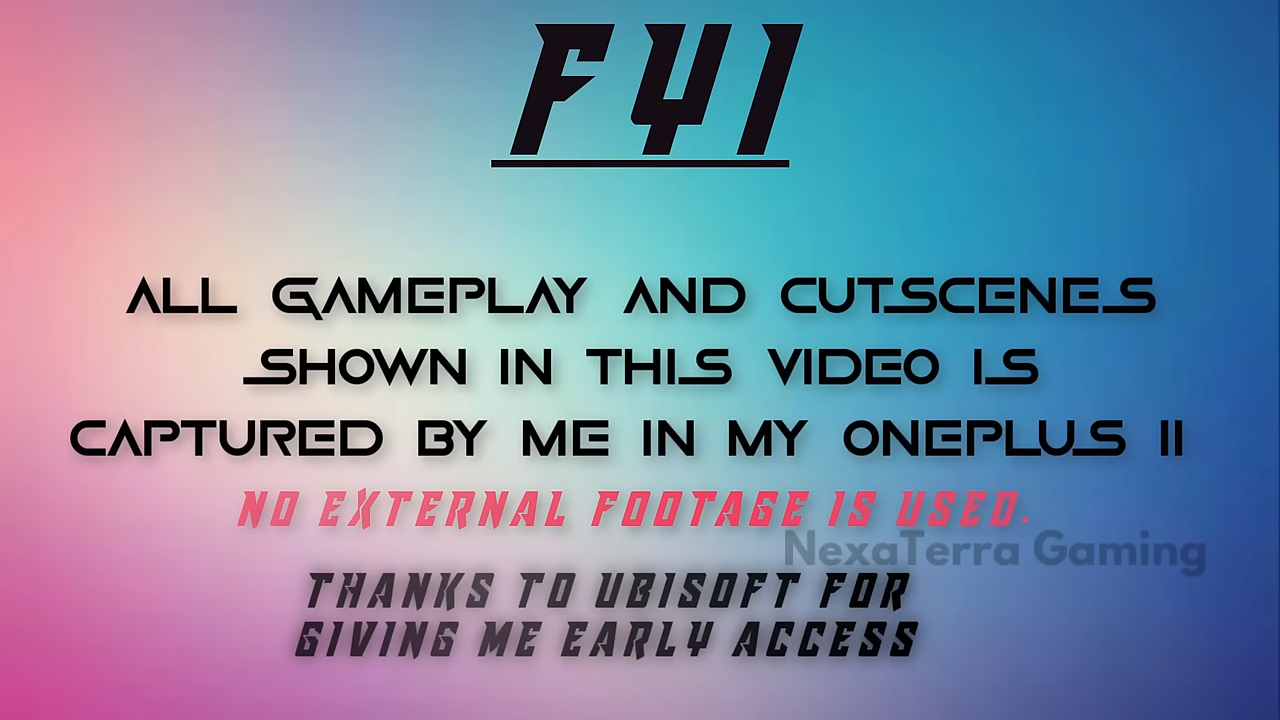 FYI
ALL GAMEPLAY AND CUTSCENES
SHOWN IN THIS VIDEO IS
CAPTURED BY ME IN MY ONEPLUS 11
NO EXTERNAL FOOTAGE IS USED.
NexaTerra Gaming
THANKS TO UBISOFT FOR
GIVING ME EARLY ACCESS